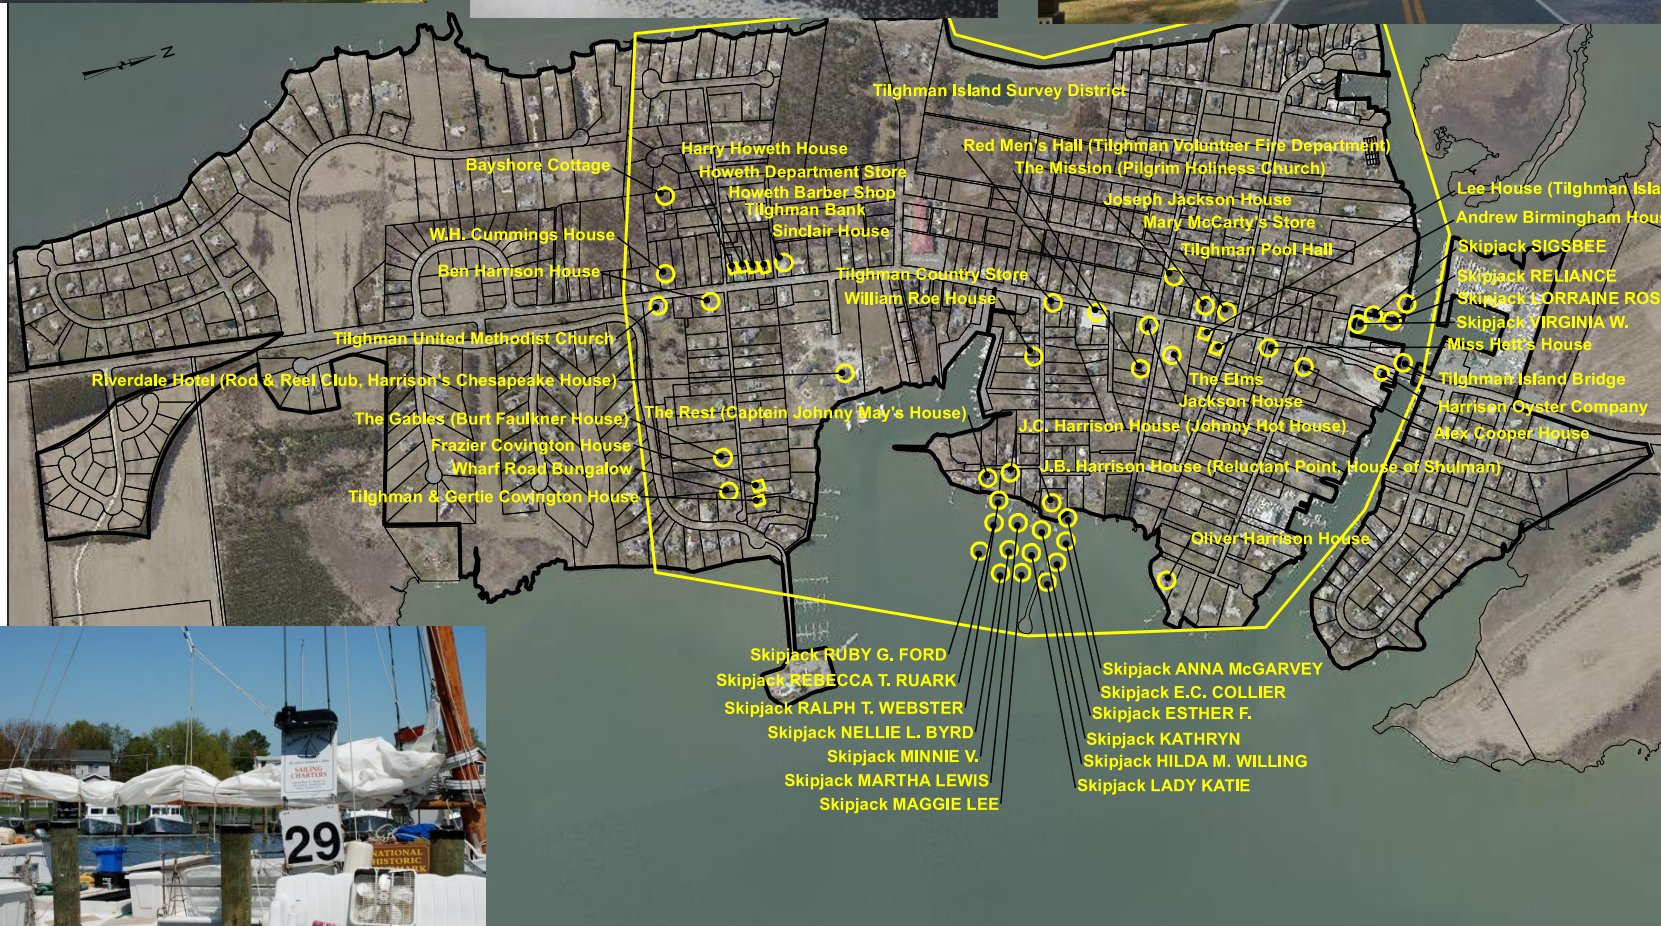 N
Tilghman Island Survey District
Red Men's Hall (Tilghman Volunteer Fire Department)
The Mission (Pilgrim Holiness Church)
Harry Howeth House
Howeth Department Store
Howeth Barber Shop
Tilghman Bank
Sinclair House
Bayshore Cottage
W.H. Cummings House
Ben Harrison House
Joseph Jackson House
Mary McCarty's Store
Tilghman Pool Hall
Lee House (Tilghman Isla
Andrew Birmingham Hous
Skipjack SIGSBEE
Skipjack RELIANCE
Skipjack LORRAINE ROS
Skipjack VIRGINIA W.
Miss Hett's House
Tilghman Country Store
William Roe House
Tilghman United Methodist Church
Riverdale Hotel (Rod & Reel Club, Harrison's Chesapeake House)
The Gables (Burt Faulkner House)
The Rest (Captain Johnny May's House)
Frazier Covington House
Wharf Road Bungalow
Tilghman & Gertie Covington House
The Elms
Jackson House
J.C. Harrison House (Johnny Hot House)
J.B. Harrison House (Reluctant Point, House of Shulman)
Tilghman Island Bridge
Harrison Oyster Company
Alex Cooper House
Oliver Harrison House
Skipjack RUBY G. FORD
Skipjack REBECCA T. RUARK
Skipjack RALPH T. WEBSTER
Skipjack NELLIE L. BYRD
Skipjack MINNIE V.
Skipjack MARTHA LEWIS
Skipjack MAGGIE LEE
Skipjack ANNA McGARVEY
Skipjack E.C. COLLIER
Skipjack ESTHER F.
Skipjack KATHRYN
Skipjack HILDA M. WILLING
Skipjack LADY KATIE
SAILING
CHARTERS
29
NATIONAL
HISTORIC